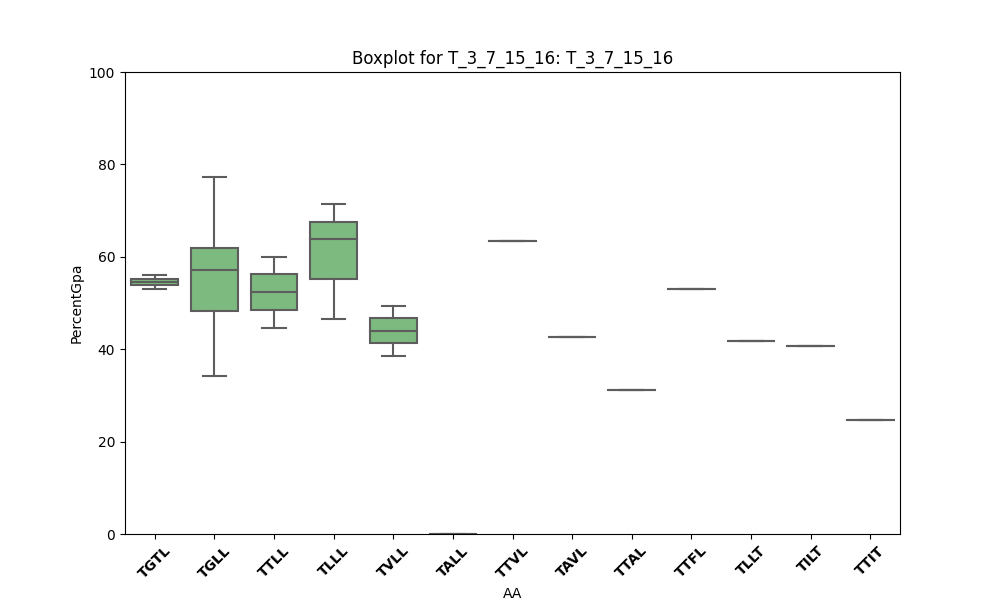 Boxplot for T_3_7_15_16: T_3_7_15_16
100
80
60
40
20
0
PercentGpa
TGTL
TGLL
TTLL
TLLL
TVLL
TALL
TTVL
TAVL
TTAL
TTFL
TLLT
TILT
TTIT
AA